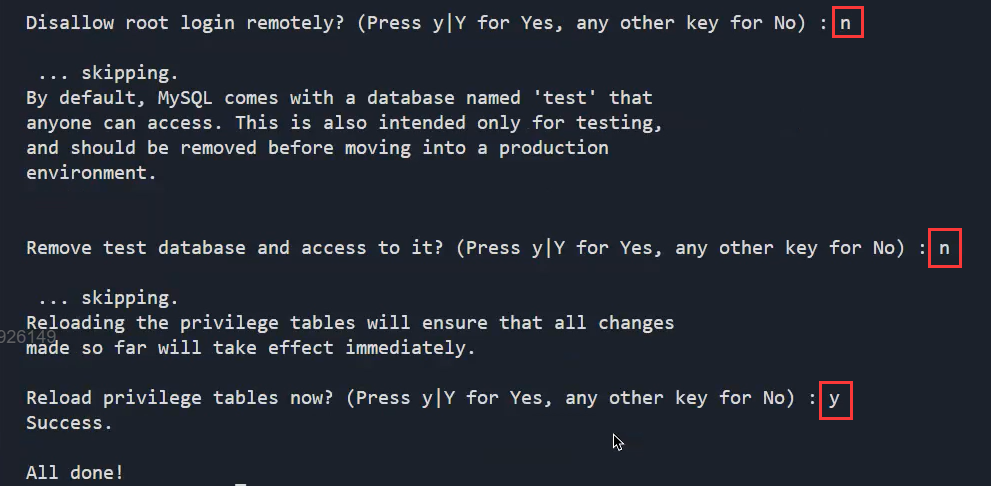 Disallow root login remotely? (Press y|Y for Yes, any other key for No) : n
... skipping.
By default, MySQL comes with a database named 'test' that
anyone can access. This is also intended only for testing,
and should be removed before moving into a production
environment.
Remove test database and access to it? (Press y|Y for Yes, any other key for No) : n
... skipping.
Reloading the privilege tables will ensure that all changes
926149
made so far will take effect immediately.
Reload privilege tables now? (Press y|Y for Yes, any other key for No) : y
Success.
All done!